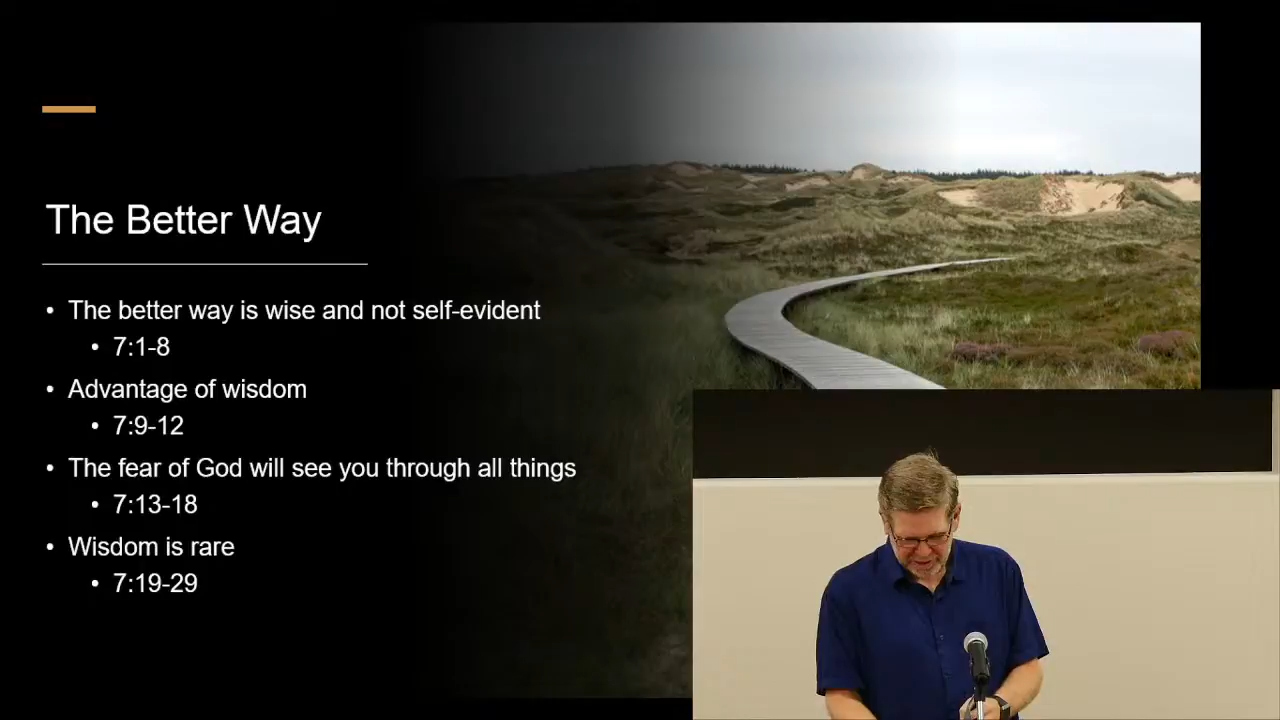 The Better Way
• The better way is wise and not self-evident
• 7:1-8
• Advantage of wisdom
• 7:9-12
• The fear of God will see you through all things
• 7:13-18
• Wisdom is rare
• 7:19-29